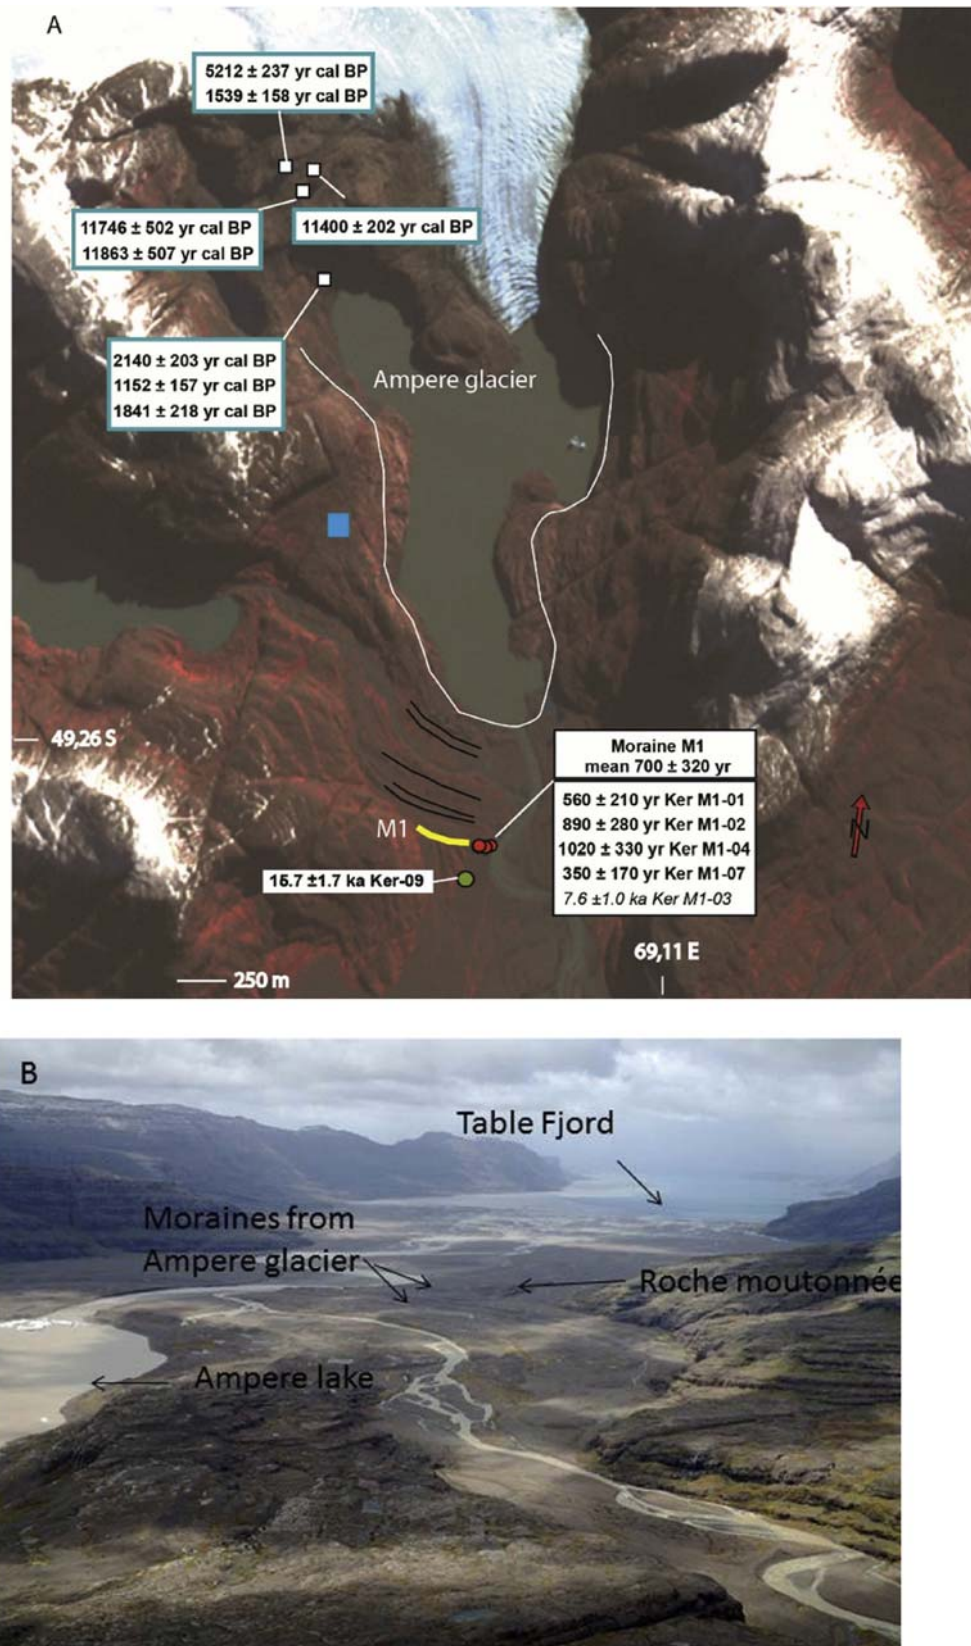 A
5212 ± 237 yr cal BP
1539 ± 158 yr cal BP
11746 ± 502 yr cal BP
11863 ± 507 yr cal BP
11400 ± 202 yr cal BP
2140 ± 203 yr cal BP
1152 ± 157 yr cal BP
1841 ± 218 yr cal BP
Ampere glacier
49,26 S
Moraine M1
mean 700 ± 320 yr
560 ± 210 yr Ker M1-01
890 ± 280 yr Ker M1-02
1020 ± 330 yr Ker M1-04
350 ± 170 yr Ker M1-07
7.6 ±1.0 ka Ker M1-03
M1
N
15.7 ±1.7 ka Ker-09
69,11 E
250 m
B
Table Fjord
Moraines from
Ampere glacier
Roche moutonnée
Ampere lake